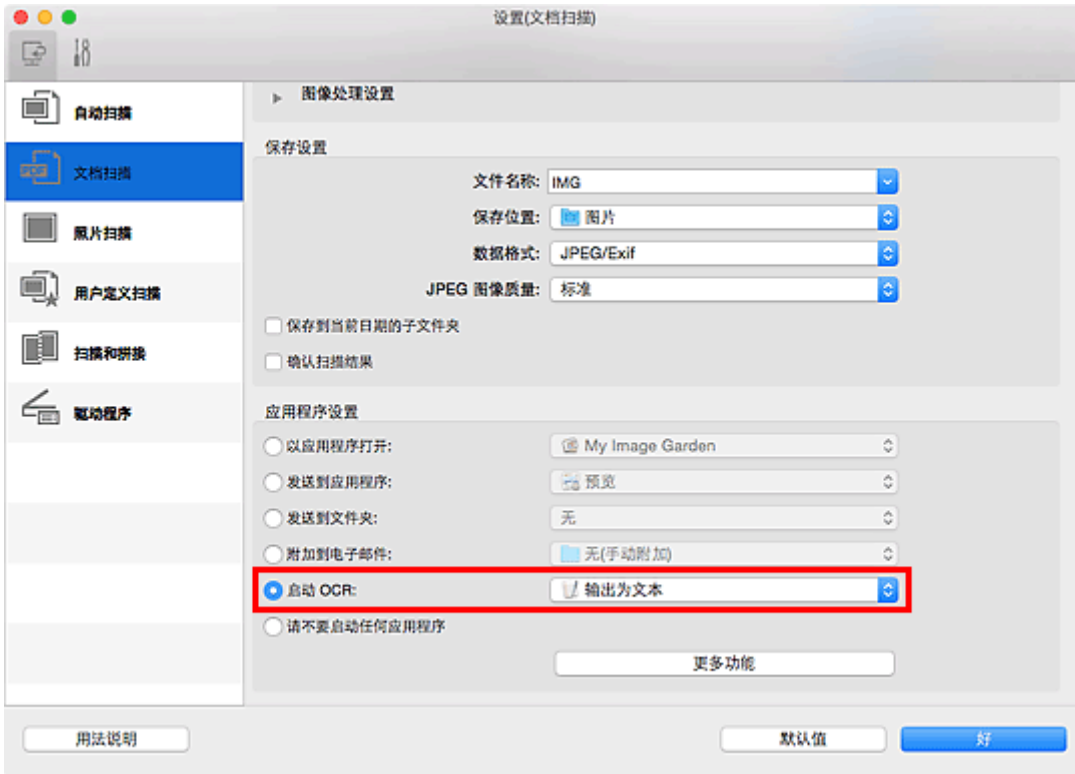 设置(文档扫描)
自动扫描
PDF
文档扫描
照片扫描
用户定义扫描
扫描和拼接
驱动程序
图像处理设置
保存设置
文件名称: IMG
保存位置: 图片
数据格式: JPEG/Exif
JPEG 图像质量: 标准
保存到当前日期的子文件夹
确认扫描结果
应用程序设置
以应用程序打开: My Image Garden
发送到应用程序: 预览
发送到文件夹: 无
附加到电子邮件: 无(手动附加)
启动 OCR: 输出为文本
请不要启动任何应用程序
更多功能
用法说明 默认值 好